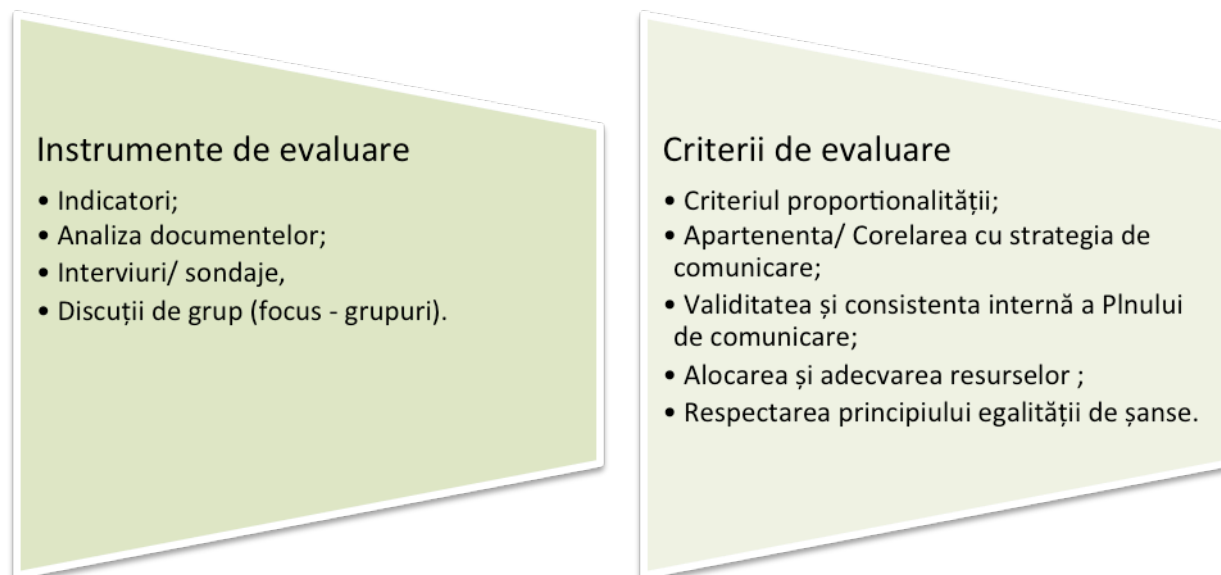 Instrumente de evaluare
• Indicatori;
• Analiza documentelor;
• Interviuri/ sondaje,
• Discuții de grup (focus - grupuri).
Criterii de evaluare
• Criteriul proporționalității;
• Apartenenta/ Corelarea cu strategia de
comunicare;
• Validitatea și consistenta internă a Plnului
de comunicare;
• Alocarea și adecvarea resurselor ;
• Respectarea principiului egalității de șanse.